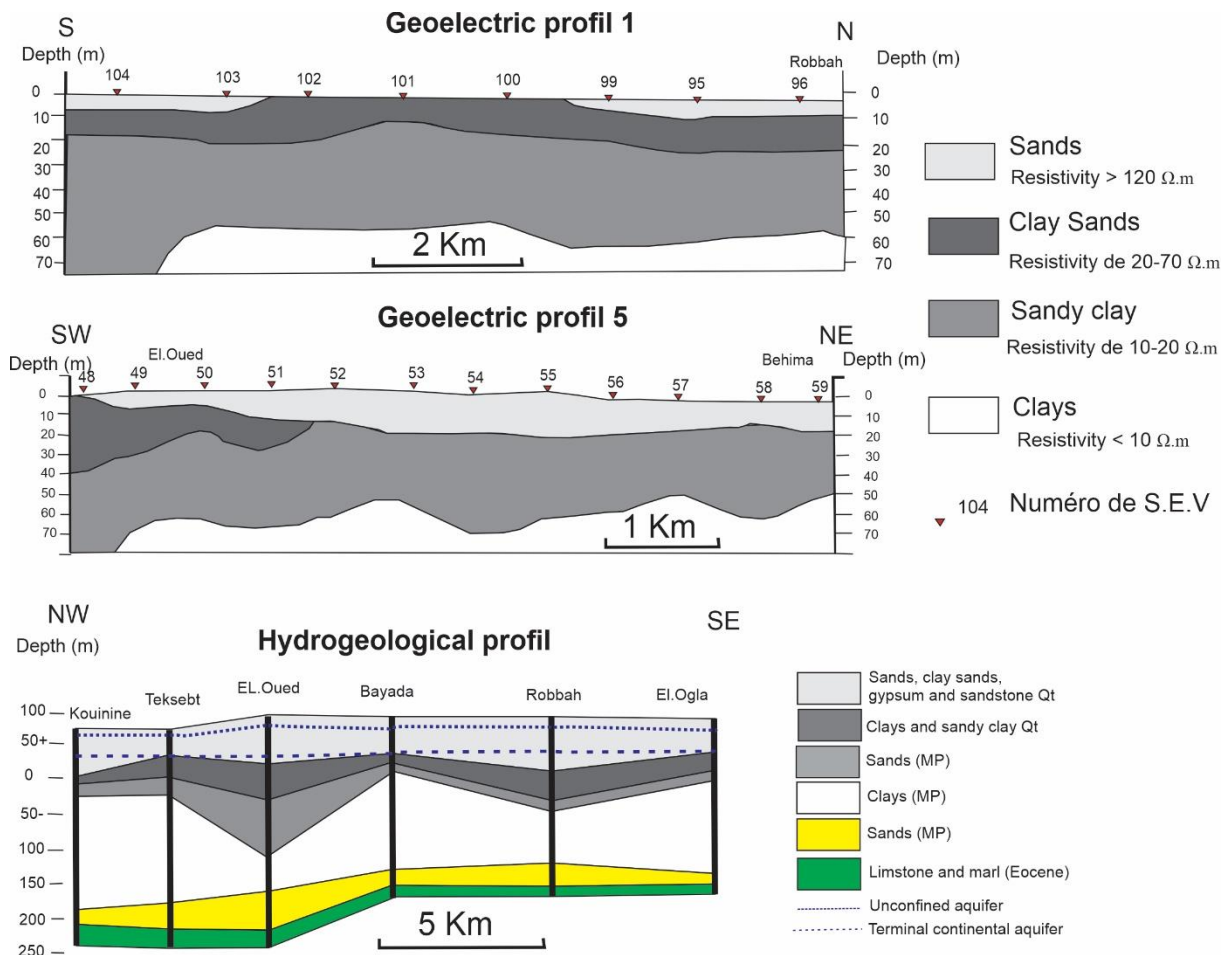 S
Geoelectric profil 1
N
Depth (m)
Robbah
Depth (m)
104 103 102 101 100 99 95 96
0
10
20
30
40
50
60
70
0
10
20
30
40
50
60
70
2 Km
Sands
Resistivity > 120 Ω.m
Clay Sands
Resistivity de 20-70 Ω.m
Sandy clay
Resistivity de 10-20 Ω.m
Clays
Resistivity < 10 Ω.m
104 Numéro de S.E.V
Geoelectric profil 5
SW
NE
Depth (m)
El.Oued
Behima
Depth (m)
48 49 50 51 52 53 54 55 56 57 58 59
0
10
20
30
40
50
60
70
0
10
20
30
40
50
60
70
1 Km
NW
SE
Depth (m)
Hydrogeological profil
Kouinine
Teksebt
EL.Oued
Bayada
Robbah
El.Ogla
100
50+
0
50-
100
150
200
250
5 Km
Sands, clay sands,
gypsum and sandstone Qt
Clays and sandy clay Qt
Sands (MP)
Clays (MP)
Sands (MP)
Limstone and marl (Eocene)
Unconfined aquifer
Terminal continental aquifer